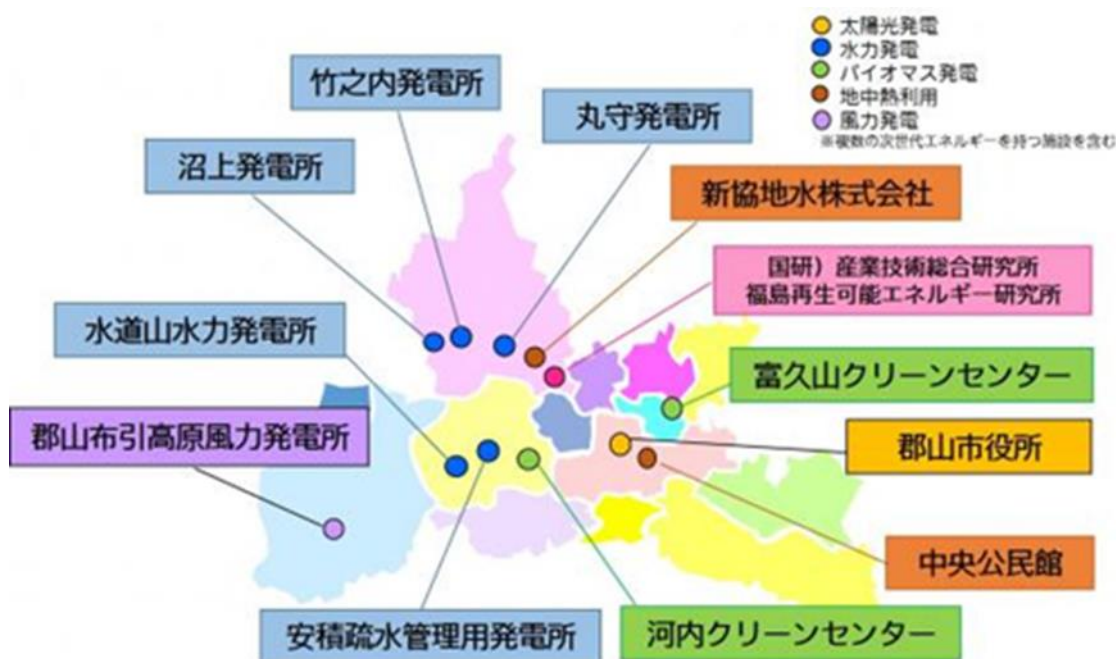 太陽光発電
水力発電
バイオマス発電
地中熱利用
風力発電
※複数の次世代エネルギーを持つ施設を含む
竹之内発電所
丸守発電所
沼上発電所
新協地水株式会社
国研）産業技術総合研究所
福島再生可能エネルギー研究所
水道山水力発電所
富久山クリーンセンター
郡山布引高原風力発電所
郡山市役所
中央公民館
安積疏水管理用発電所
河内クリーンセンター